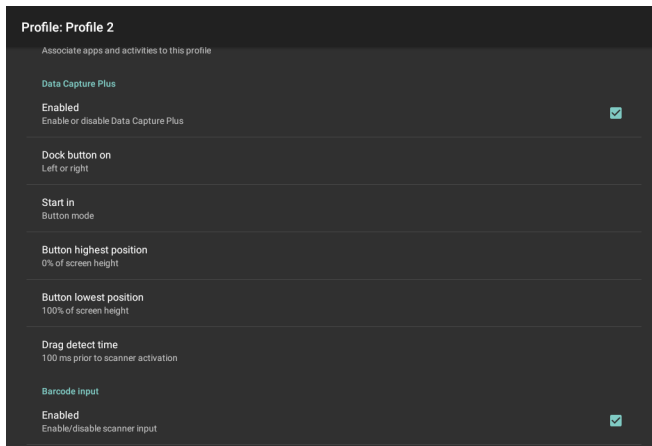 Profile: Profile 2
Associate apps and activities to this profile
Data Capture Plus
Enabled
Enable or disable Data Capture Plus
Dock button on
Left or right
Start in
Button mode
Button highest position
0% of screen height
Button lowest position
100% of screen height
Drag detect time
100 ms prior to scanner activation
Barcode input
Enabled
Enable/disable scanner input